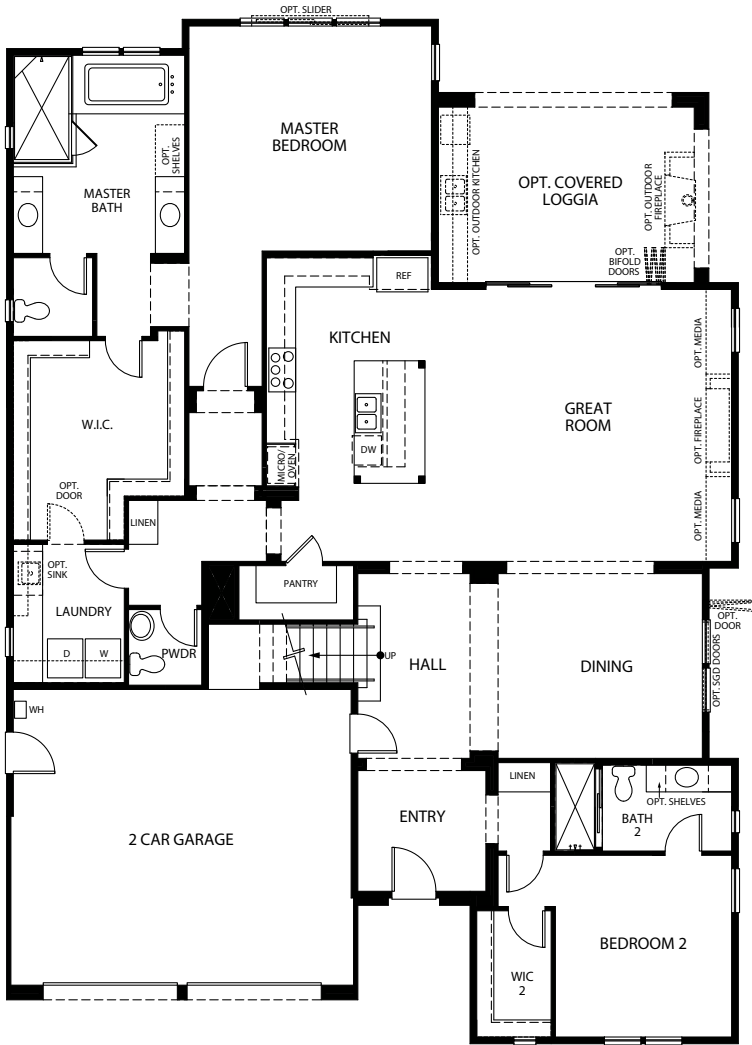 OPT. SLIDER
MASTER
BEDROOM
OPT.
SHELVES
MASTER
BATH
OPT. COVERED
LOGGIA
OPT. OUTDOOR KITCHEN
OPT. OUTDOOR
FIREPLACE
OPT.
BIFOLD
DOORS
REF
KITCHEN
OPT. MEDIA
GREAT
ROOM
OPT. FIREPLACE
W.I.C.
DW
MICRO/
OVEN
OPT.
DOOR
OPT. MEDIA
LINEN
OPT.
SINK
PANTRY
LAUNDRY
OPT.
DOOR
D
W
PWDR
UP
HALL
DINING
OPT. SGD DOORS
WH
LINEN
OPT. SHELVES
BATH
2
ENTRY
2 CAR GARAGE
BEDROOM 2
WIC
2